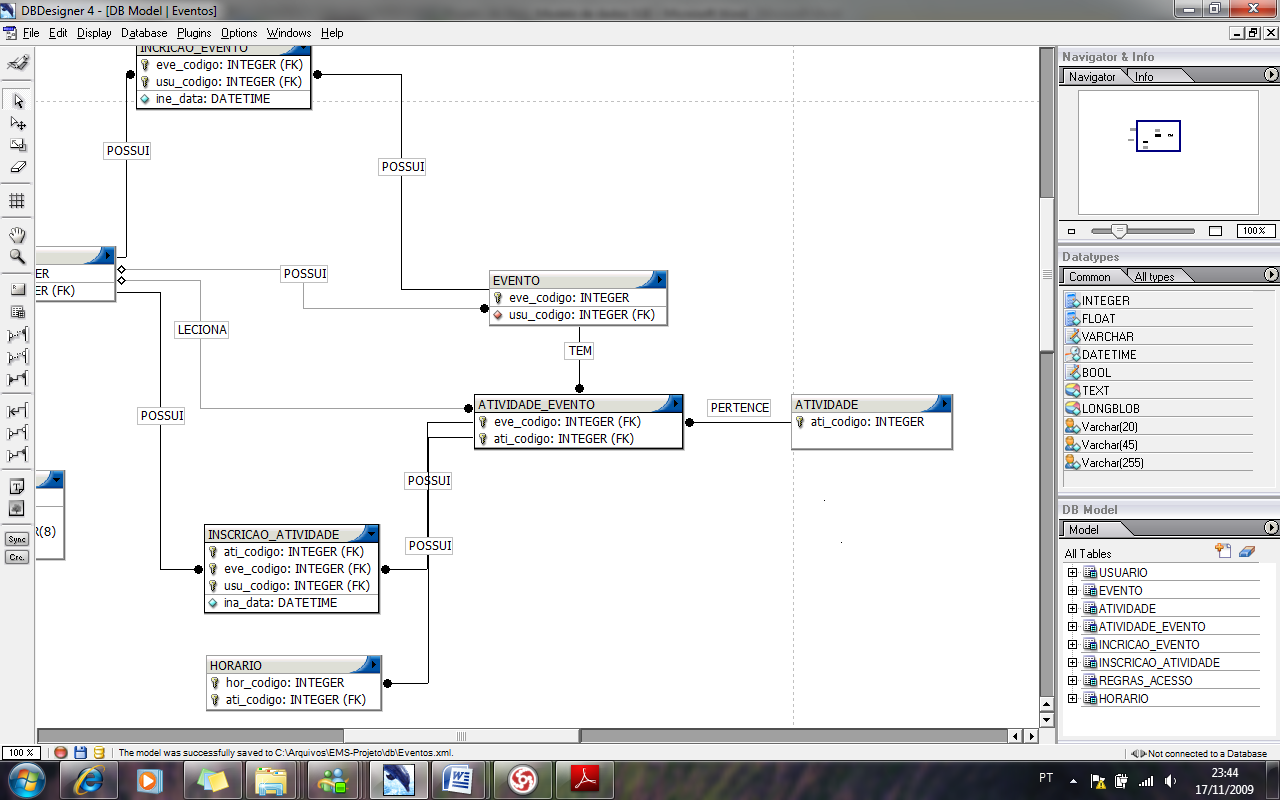 DBDesigner 4 - [DB Model | Eventos]
File Edit Display Database Plugins Options Windows Help
INCRICAO_EVENTO
eve_codigo: INTEGER (FK)
usu_codigo: INTEGER (FK)
ine_data: DATETIME
POSSUI
POSSUI
ER
ER (FK)
POSSUI
LECIONA
EVENTO
eve_codigo: INTEGER
usu_codigo: INTEGER (FK)
TEM
ATIVIDADE_EVENTO
eve_codigo: INTEGER (FK)
ati_codigo: INTEGER (FK)
PERTENCE
ATIVIDADE
ati_codigo: INTEGER
POSSUI
POSSUI
POSSUI
R(8)
INSCRICAO_ATIVIDADE
ati_codigo: INTEGER (FK)
eve_codigo: INTEGER (FK)
usu_codigo: INTEGER (FK)
ina_data: DATETIME
HORARIO
hor_codigo: INTEGER
ati_codigo: INTEGER (FK)
Sync
Crc.
Navigator & Info
Navigator Info
100%
Datatypes
Common All types
INTEGER
FLOAT
VARCHAR
DATETIME
BOOL
TEXT
LONGBLOB
Varchar(20)
Varchar(45)
Varchar(255)
DB Model
Model
All Tables
USUARIO
EVENTO
ATIVIDADE
ATIVIDADE_EVENTO
INCRICAO_EVENTO
INSCRICAO_ATIVIDADE
REGRAS_ACESSO
HORARIO
100 % The model was successfully saved to C:\Arquivos\EMS-Projeto\db\Eventos.xml. Not connected to a Database
PT
23:44
17/11/2009